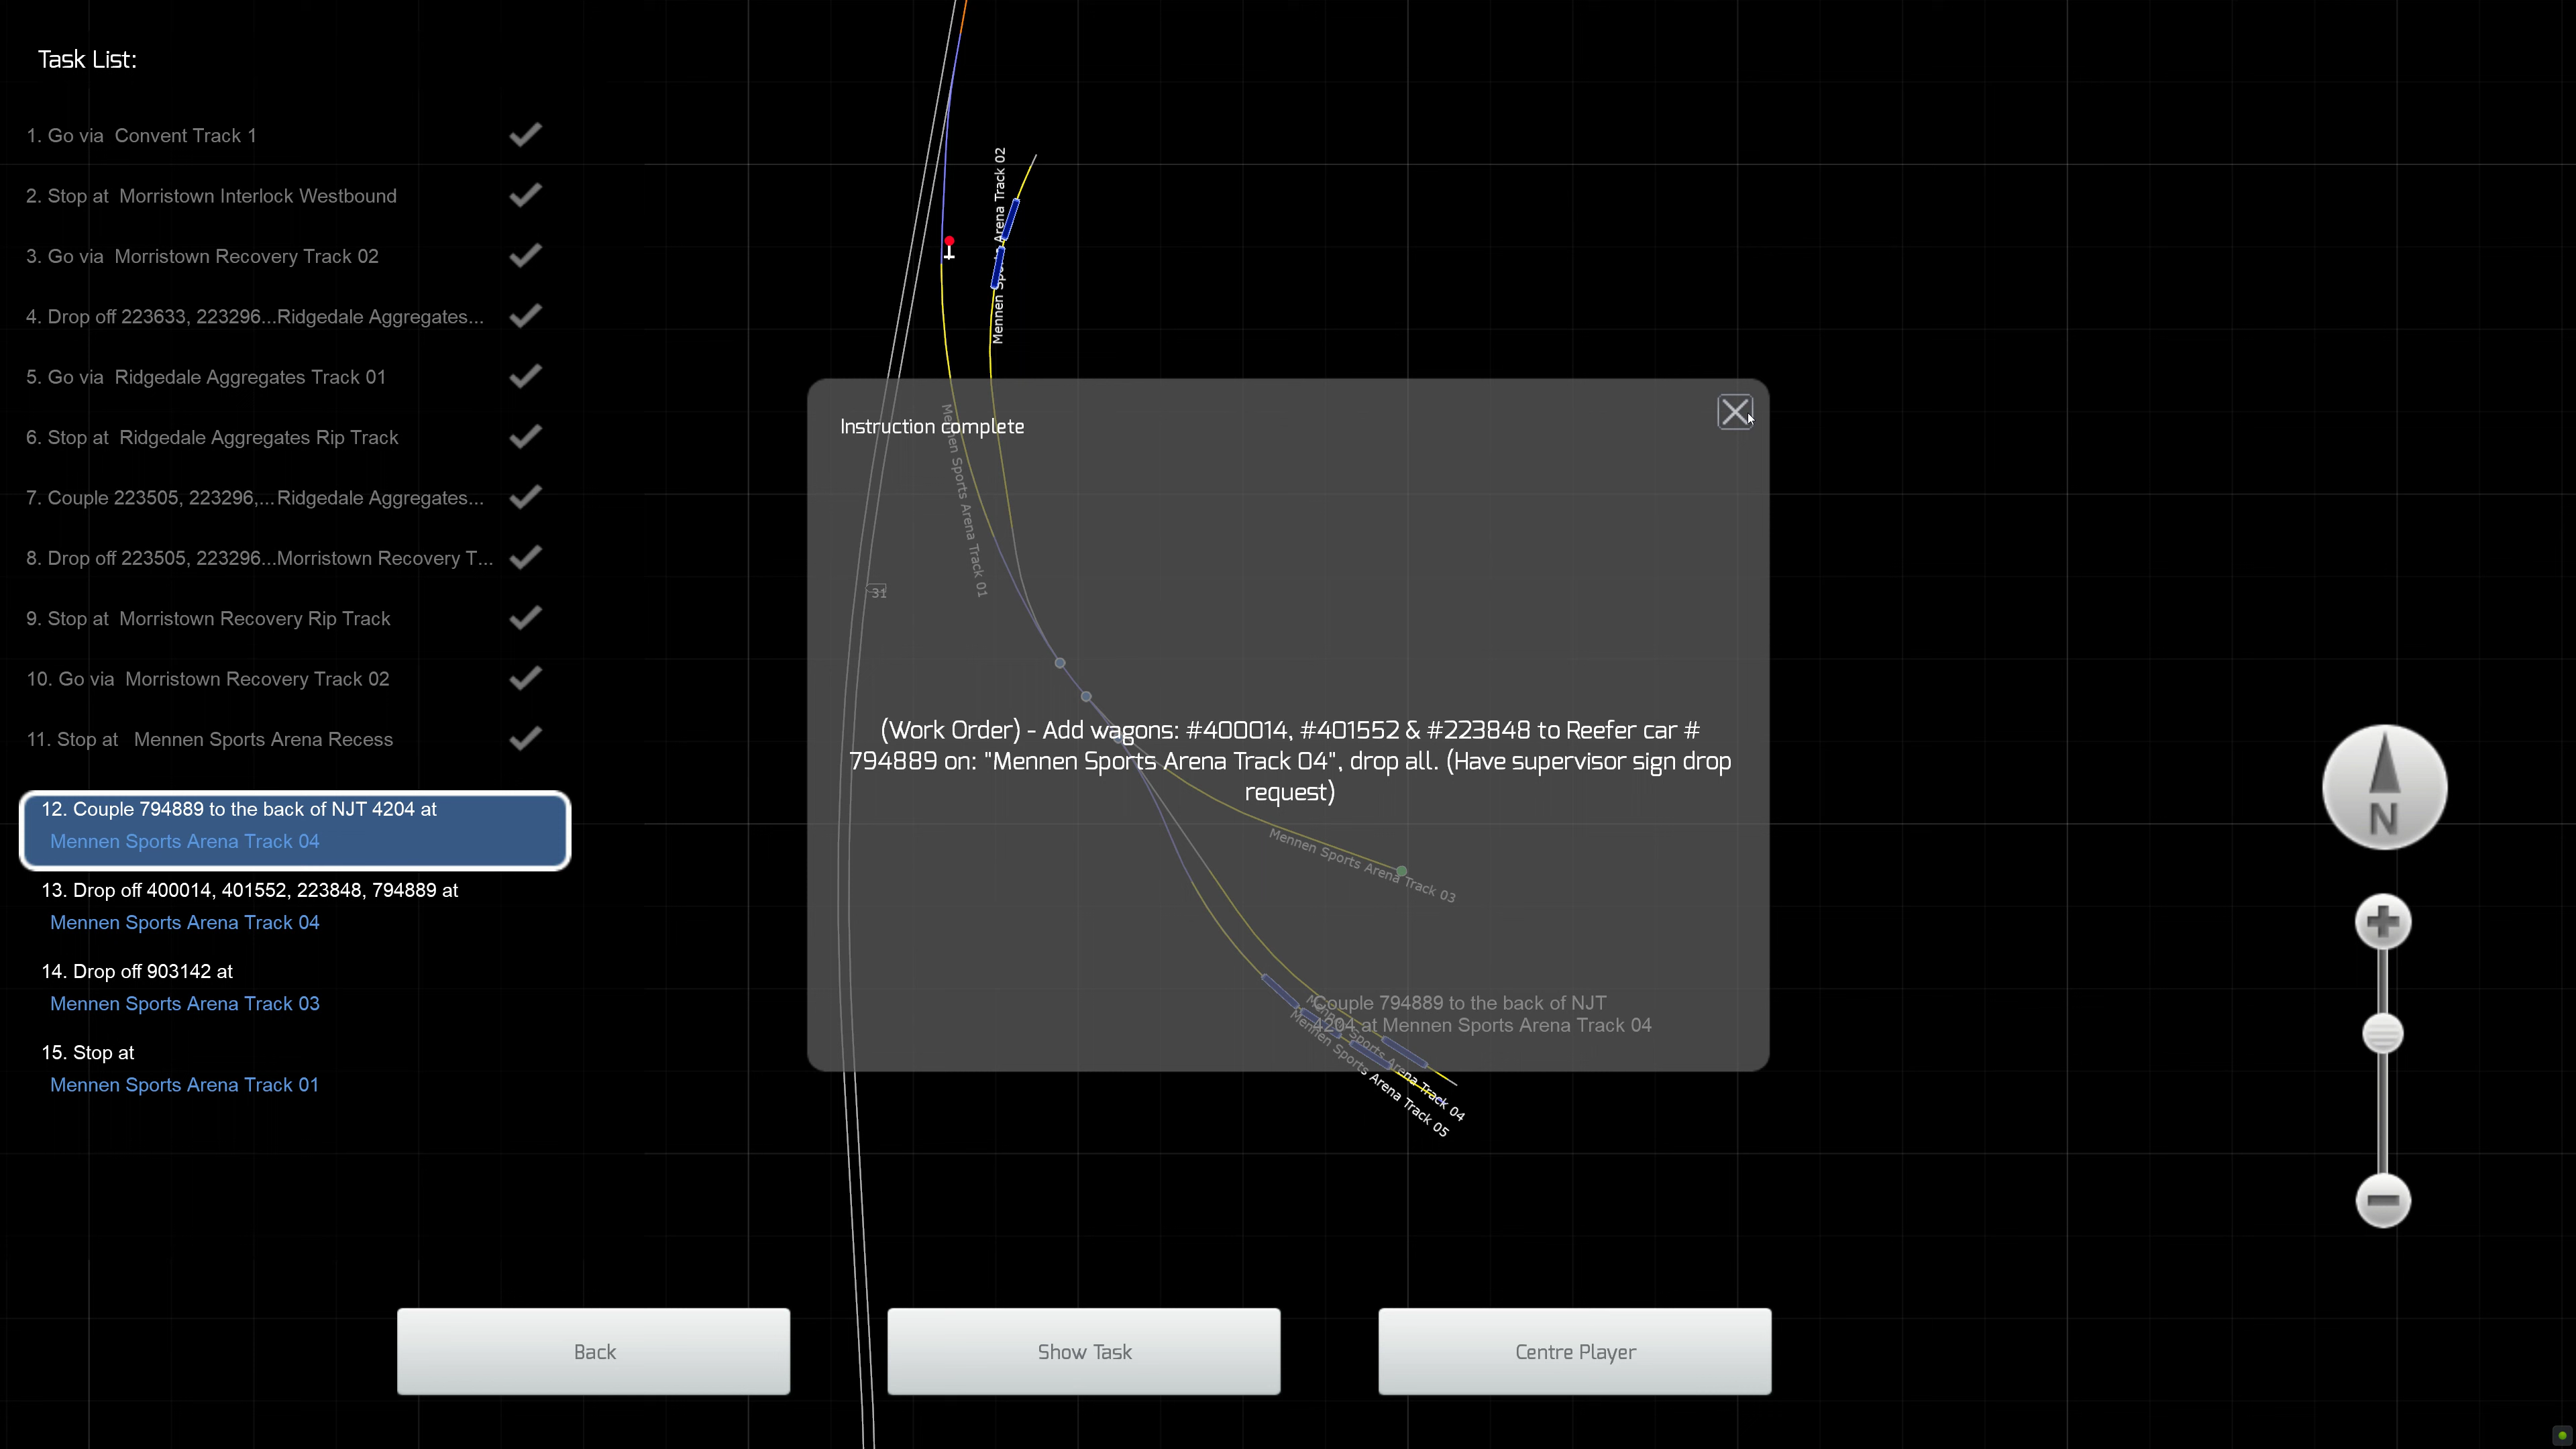 Task List:
1. Go via  Convent Track 1
2. Stop at  Morristown Interlock Westbound
3. Go via  Morristown Recovery Track 02
4. Drop off 223633, 223296...Ridgedale Aggregates...
5. Go via  Ridgedale Aggregates Track 01
6. Stop at  Ridgedale Aggregates Rip Track
7. Couple 223505, 223296,...Ridgedale Aggregates...
8. Drop off 223505, 223296...Morristown Recovery T...
9. Stop at  Morristown Recovery Rip Track
10. Go via  Morristown Recovery Track 02
11. Stop at  Mennen Sports Arena Recess
12. Couple 794889 to the back of NJT 4204 at
Mennen Sports Arena Track 04
13. Drop off 400014, 401552, 223848, 794889 at
Mennen Sports Arena Track 04
14. Drop off 903142 at
Mennen Sports Arena Track 03
15. Stop at
Mennen Sports Arena Track 01
Mennen Sports Arena Track 02
Instruction complete
Mennen Sports Arena Track 01
31
(Work Order) - Add wagons: #400014, #401552 & #223848 to Reefer car #
794889 on: "Mennen Sports Arena Track 04", drop all. (Have supervisor sign drop
request)
Mennen Sports Arena Track 03
Couple 794889 to the back of NJT
4204 at Mennen Sports Arena Track 04
Mennen Sports Arena Track 04
Mennen Sports Arena Track 05
N
Back
Show Task
Centre Player